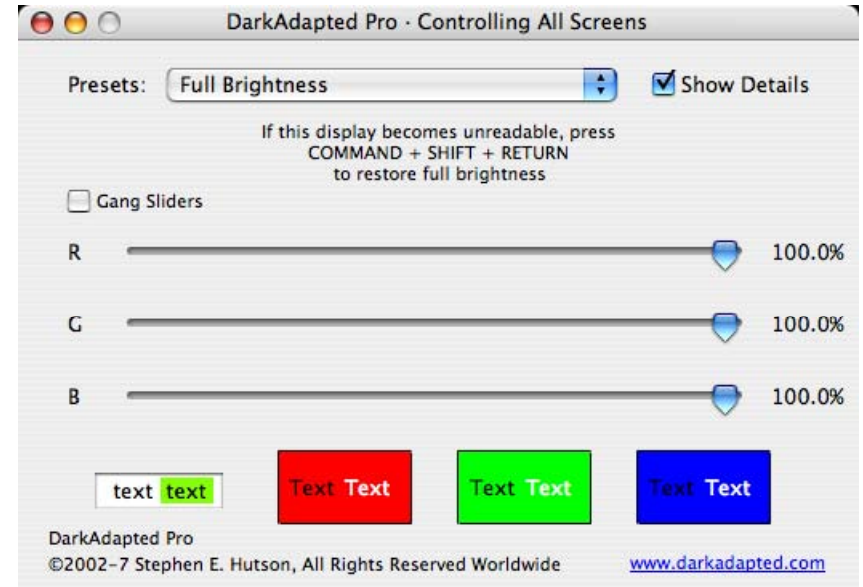 DarkAdapted Pro · Controlling All Screens
Presets: Full Brightness Show Details
If this display becomes unreadable, press
COMMAND + SHIFT + RETURN
to restore full brightness
Gang Sliders
R 100.0%
G 100.0%
B 100.0%
text text Text Text Text Text Text Text
DarkAdapted Pro
©2002-7 Stephen E. Hutson, All Rights Reserved Worldwide www.darkadapted.com